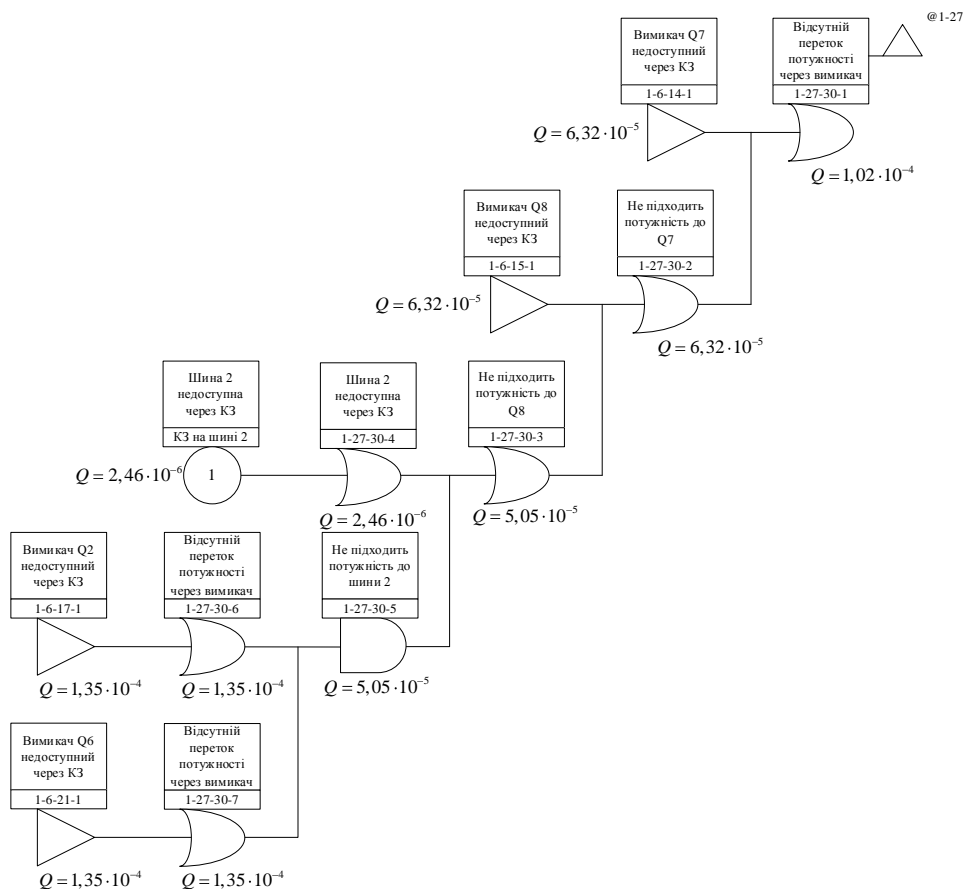 @1-27
Вимикач Q7
недоступний
через КЗ
1-6-14-1
Q = 6,32·10⁻⁵
Відсутній
переток
потужності
через вимикач
1-27-30-1
Q = 1,02·10⁻⁴
Вимикач Q8
недоступний
через КЗ
1-6-15-1
Q = 6,32·10⁻⁵
Не підходить
потужність до
Q7
1-27-30-2
Q = 6,32·10⁻⁵
Шина 2
недоступна
через КЗ
КЗ на шині 2
Q = 2,46·10⁻⁶
1
Шина 2
недоступна
через КЗ
1-27-30-4
Q = 2,46·10⁻⁶
Не підходить
потужність до
Q8
1-27-30-3
Q = 5,05·10⁻⁵
Вимикач Q2
недоступний
через КЗ
1-6-17-1
Q = 1,35·10⁻⁴
Відсутній
переток
потужності
через вимикач
1-27-30-6
Q = 1,35·10⁻⁴
Не підходить
потужність до
шини 2
1-27-30-5
Q = 5,05·10⁻⁵
Вимикач Q6
недоступний
через КЗ
1-6-21-1
Q = 1,35·10⁻⁴
Відсутній
переток
потужності
через вимикач
1-27-30-7
Q = 1,35·10⁻⁴